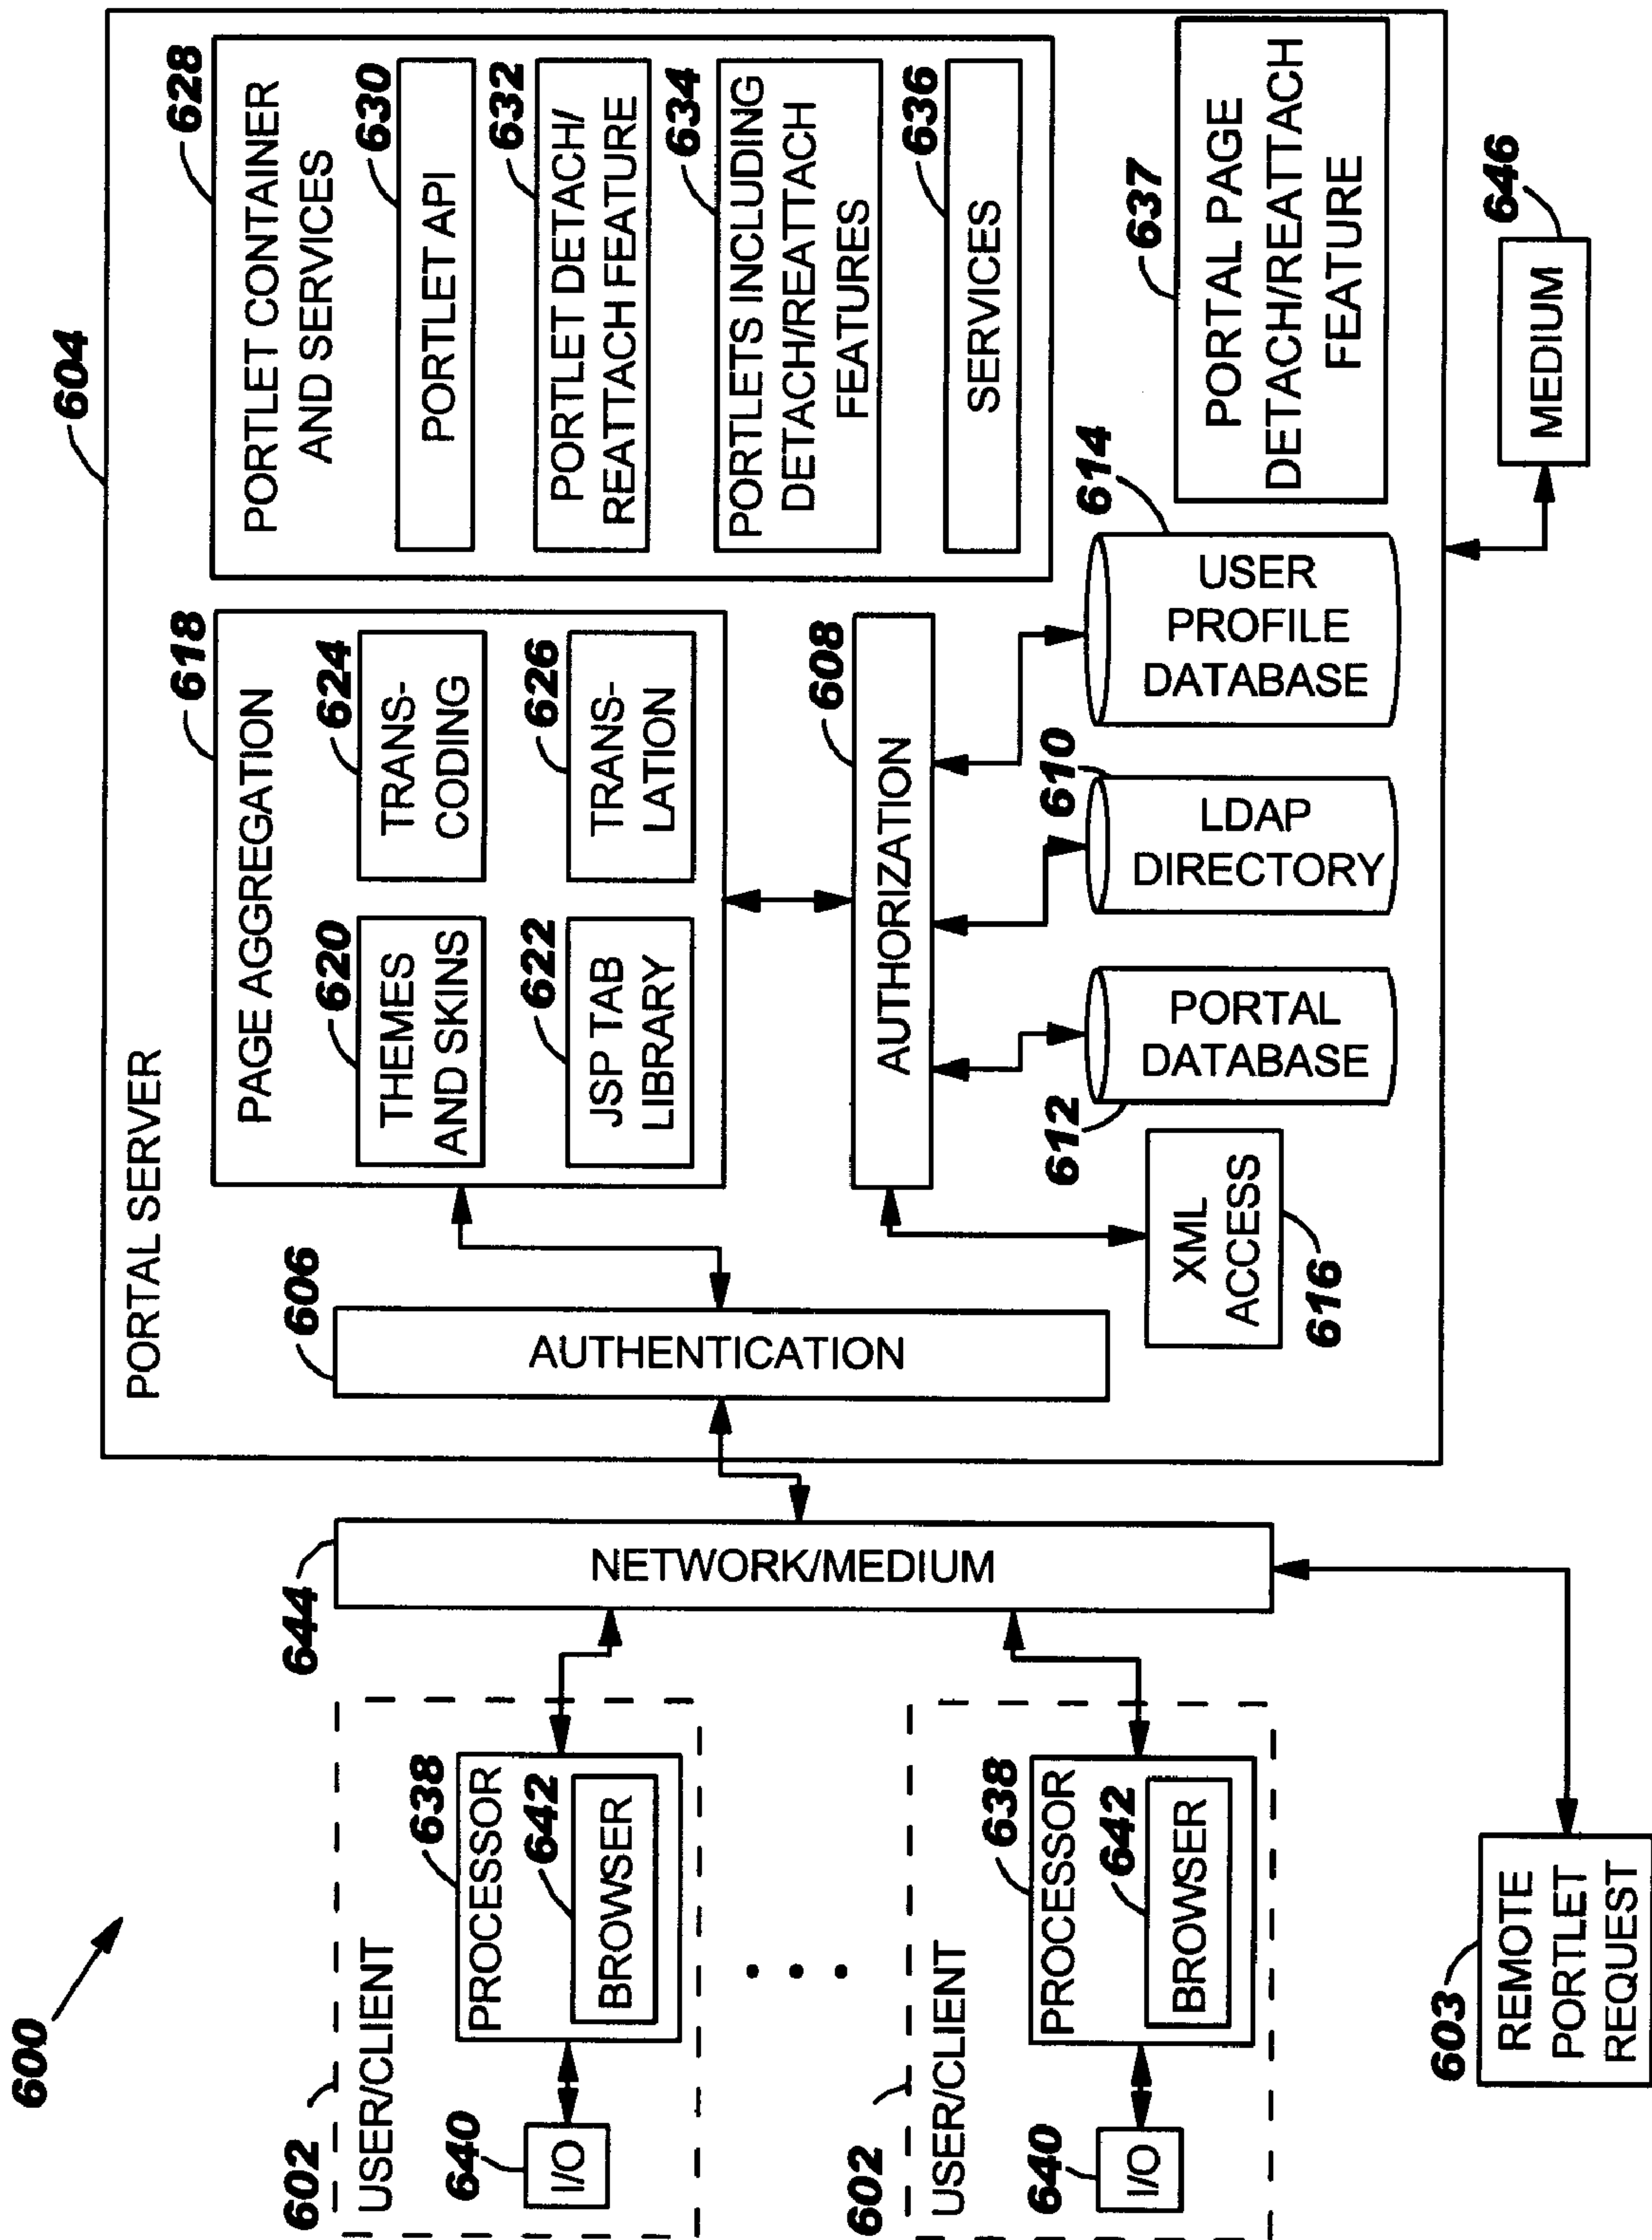 600
602
USER/CLIENT
640
I/O
PROCESSOR
638
642
BROWSER
602
USER/CLIENT
640
I/O
PROCESSOR
638
642
BROWSER
603
REMOTE
PORTLET
REQUEST
644
NETWORK/MEDIUM
604
PORTAL SERVER
606
AUTHENTICATION
618
PAGE AGGREGATION
620
THEMES
AND SKINS
624
TRANS-
CODING
622
JSP TAB
LIBRARY
626
TRANS-
LATION
608
AUTHORIZATION
616
XML
ACCESS
612
PORTAL
DATABASE
610
LDAP
DIRECTORY
614
USER
PROFILE
DATABASE
628
PORTLET CONTAINER
AND SERVICES
630
PORTLET API
632
PORTLET DETACH/
REATTACH FEATURE
634
PORTLETS INCLUDING
DETACH/REATTACH
FEATURES
636
SERVICES
637
PORTAL PAGE
DETACH/REATTACH
FEATURE
646
MEDIUM